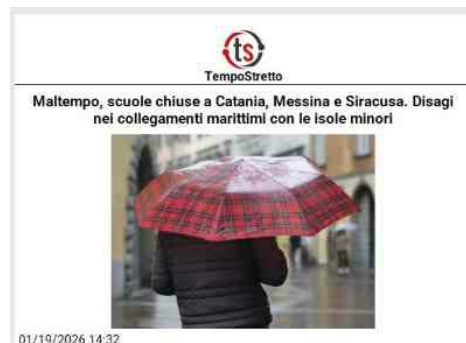 ts
TempoStretto
Maltempo, scuole chiuse a Catania, Messina e Siracusa. Disagi
nei collegamenti marittimi con le isole minori
01/19/2026 14:32